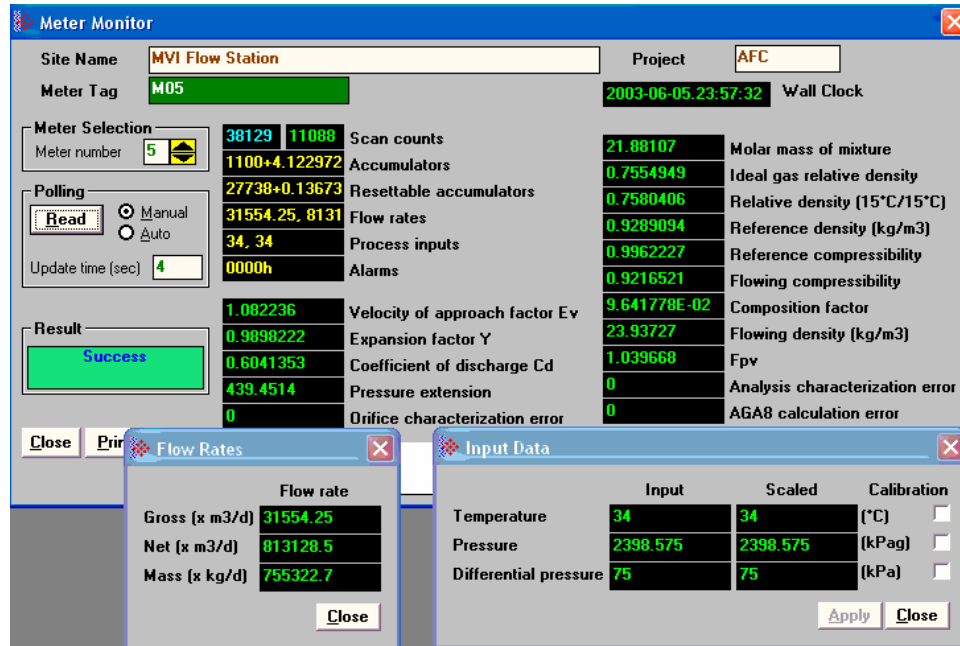 Meter Monitor
Site Name MVI Flow Station Project AFC
Meter Tag M05 2003-06-05.23:57:32 Wall Clock
Meter Selection
Meter number 5
38129 11088 Scan counts
1100+4.122972 Accumulators
27738+0.13673 Resettable accumulators
31554.25, 8131 Flow rates
34, 34 Process inputs
0000h Alarms
Polling
Read Manual
Auto
Update time (sec) 4
1.082236 Velocity of approach factor Ev
0.9898222 Expansion factor Y
0.6041353 Coefficient of discharge Cd
439.4514 Pressure extension
0 Orifice characterization error
Result
Success
21.88107 Molar mass of mixture
0.7554949 Ideal gas relative density
0.7580406 Relative density (15°C/15°C)
0.9289094 Reference density (kg/m3)
0.9962227 Reference compressibility
0.9216521 Flowing compressibility
9.641778E-02 Composition factor
23.93727 Flowing density (kg/m3)
1.039668 Fpv
0 Analysis characterization error
0 AGA8 calculation error
Close Prin
Flow Rates
Flow rate
Gross (x m3/d) 31554.25
Net (x m3/d) 813128.5
Mass (x kg/d) 755322.7
Close
Input Data
Input Scaled Calibration
Temperature 34 34 (°C)
Pressure 2398.575 2398.575 (kPag)
Differential pressure 75 75 (kPa)
Apply Close